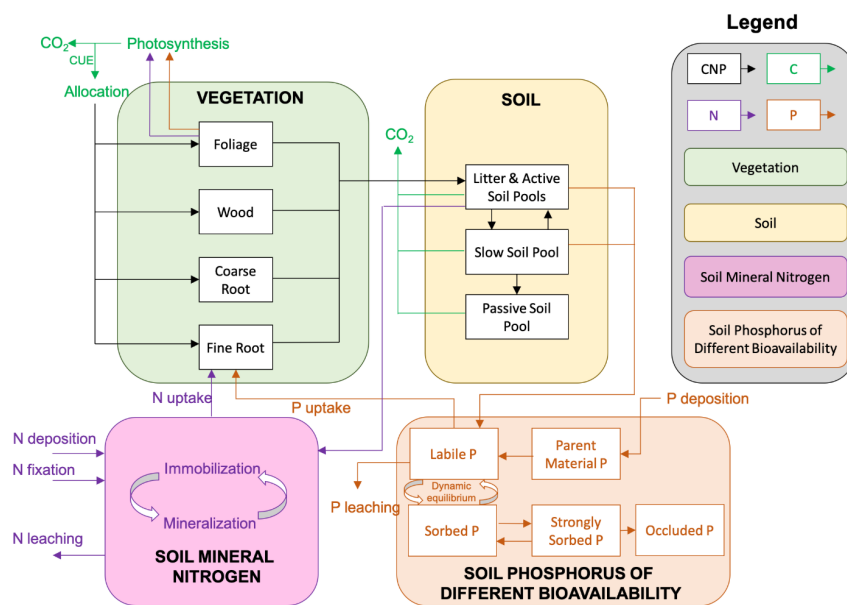 Legend
CO₂
Photosynthesis
CUE
Allocation
VEGETATION
Foliage
Wood
Coarse
Root
Fine Root
SOIL
CO₂
Litter & Active
Soil Pools
Slow Soil Pool
Passive Soil
Pool
CNP
C
N
P
Vegetation
Soil
Soil Mineral Nitrogen
Soil Phosphorus of
Different Bioavailability
N uptake
P uptake
P deposition
N deposition
N fixation
N leaching
Immobilization
Mineralization
SOIL MINERAL
NITROGEN
Labile P
Parent
Material P
P leaching
Dynamic
equilibrium
Sorbed P
Strongly
Sorbed P
Occluded P
SOIL PHOSPHORUS OF
DIFFERENT BIOAVAILABILITY